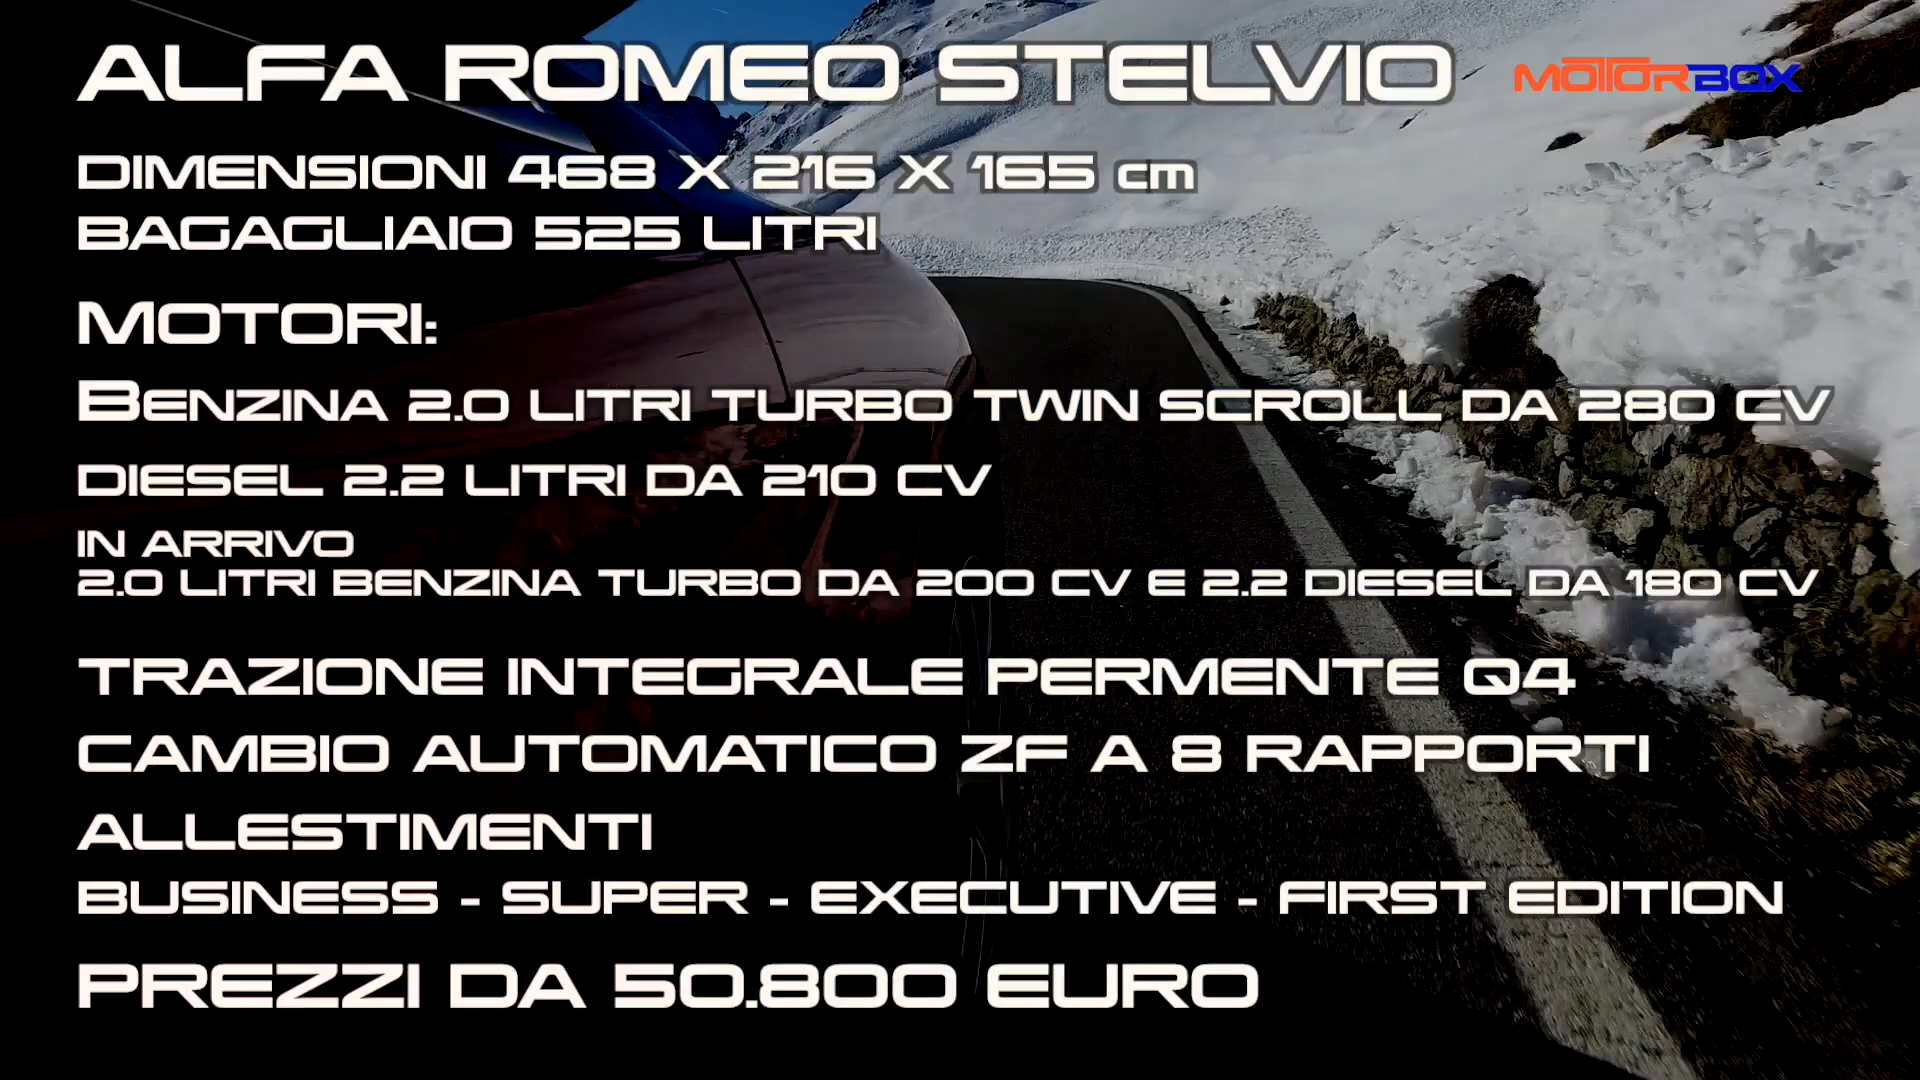 ALFA ROMEO STELVIO
MOTORBOX
DIMENSIONI 468 X 216 X 165 cm
BAGAGLIAIO 525 LITRI
MOTORI:
BENZINA 2.0 LITRI TURBO TWIN SCROLL DA 280 CV
DIESEL 2.2 LITRI DA 210 CV
IN ARRIVO
2.0 LITRI BENZINA TURBO DA 200 CV E 2.2 DIESEL DA 180 CV
TRAZIONE INTEGRALE PERMENTE Q4
CAMBIO AUTOMATICO ZF A 8 RAPPORTI
ALLESTIMENTI
BUSINESS - SUPER - EXECUTIVE - FIRST EDITION
PREZZI DA 50.800 EURO